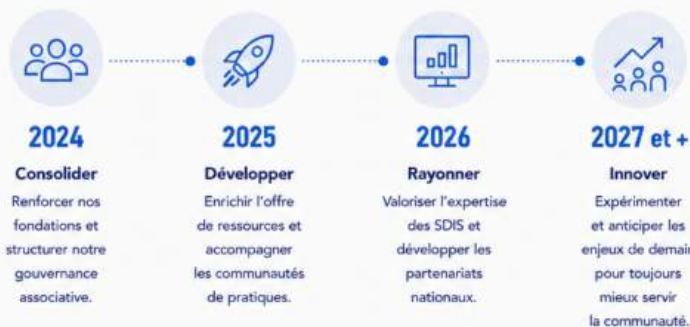 2024
Consolider
Renforcer nos
fondations et
structurer notre
gouvernance
associative.
2025
Développer
Enrichir l'offre
de ressources et
accompagner
les communautés
de pratiques.
2026
Rayonner
Valoriser l'expertise
des SDIS et
développer les
partenariats
nationaux.
2027 et +
Innover
Expérimenter
et anticiper les
enjeux de demain
pour toujours
mieux servir
la communauté.